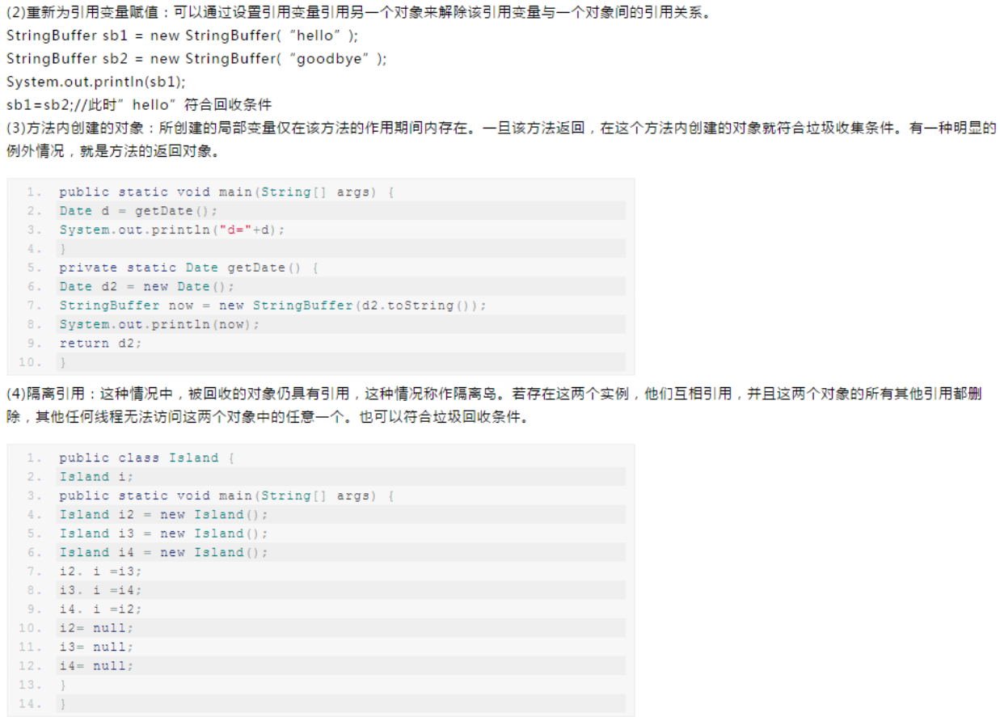 (2)重新为引用变量赋值：可以通过设置引用变量引用另一个对象来解除该引用变量与一个对象间的引用关系。
StringBuffer sb1 = new StringBuffer( “hello” );
StringBuffer sb2 = new StringBuffer( “goodbye” );
System.out.println(sb1);
sb1=sb2;//此时” hello” 符合回收条件
(3)方法内创建的对象：所创建的局部变量仅在该方法的作用期间内存在。一旦该方法返回，在这个方法内创建的对象就符合垃圾收集条件。有一种明显的
例外情况，就是方法的返回对象。
1. public static void main(String[] args) {
2. Date d = getDate();
3. System.out.println("d="+d);
4. }
5. private static Date getDate() {
6. Date d2 = new Date();
7. StringBuffer now = new StringBuffer(d2.toString());
8. System.out.println(now);
9. return d2;
10. }
(4)隔离引用：这种情况中，被回收的对象仍具有引用，这种情况称作隔离岛。若存在这两个实例，他们互相引用，并且这两个对象的所有其他引用都删
除，其他任何线程无法访问这两个对象中的任意一个。也可以符合垃圾回收条件。
1. public class Island {
2. Island i;
3. public static void main(String[] args) {
4. Island i2 = new Island();
5. Island i3 = new Island();
6. Island i4 = new Island();
7. i2. i =i3;
8. i3. i =i4;
9. i4. i =i2;
10. i2= null;
11. i3= null;
12. i4= null;
13. }
14. }